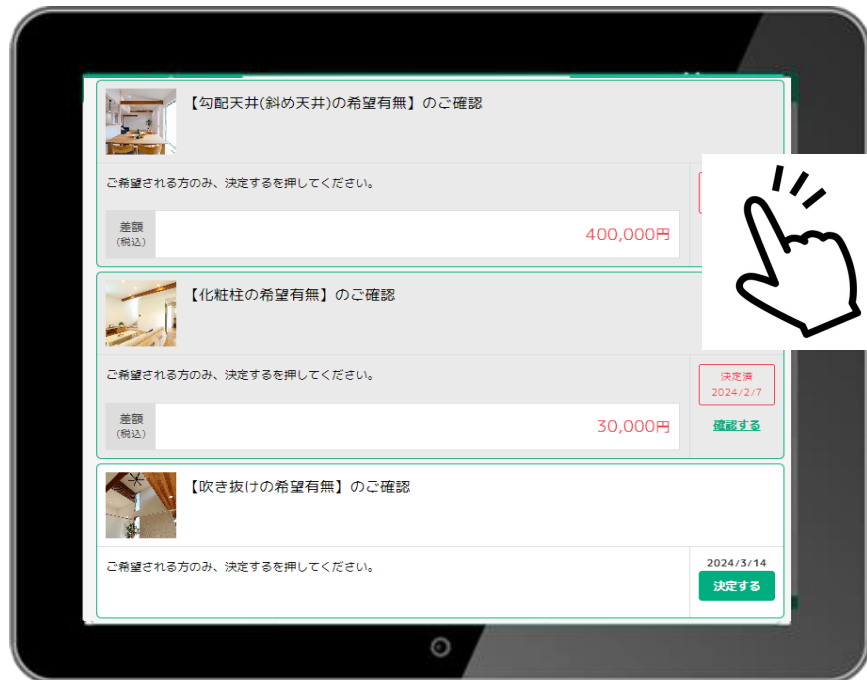 【勾配天井(斜め天井)の希望有無】のご確認
ご希望される方のみ、決定するを押してください。
差額
(税込)
400,000円
【化粧柱の希望有無】のご確認
ご希望される方のみ、決定するを押してください。
決定済
2024/2/7
差額
(税込)
30,000円
確認する
【吹き抜けの希望有無】のご確認
ご希望される方のみ、決定するを押してください。
2024/3/14
決定する